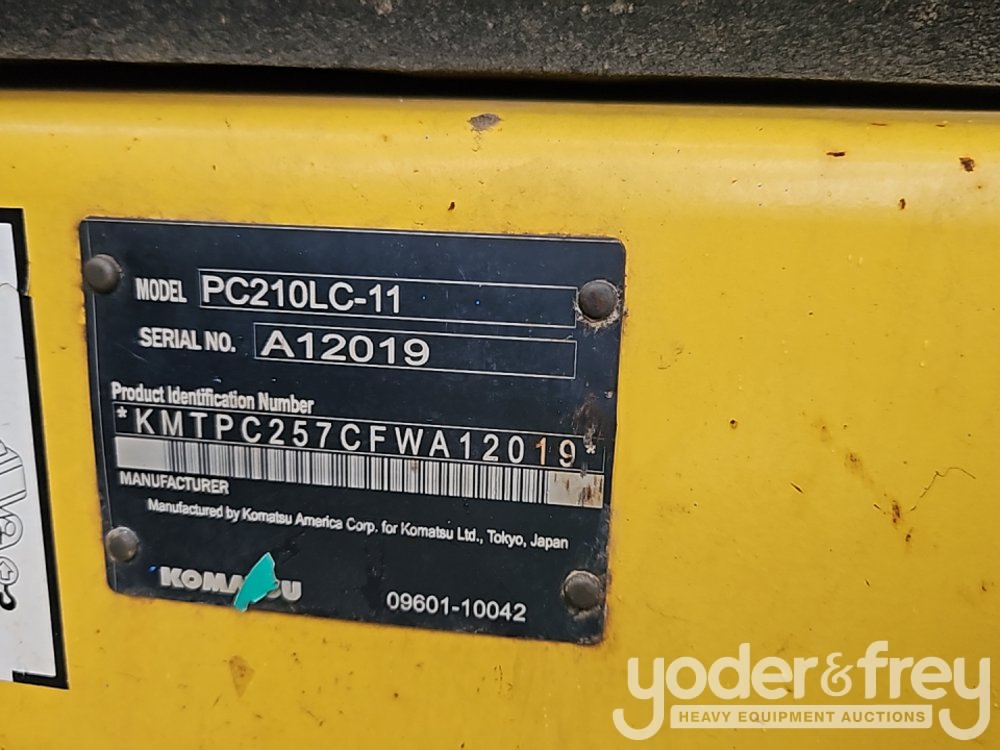 MODEL PC210LC-11
SERIAL NO. A12019
Product Identification Number
*KMTPC257CFWA12019*
MANUFACTURER
Manufactured by Komatsu America Corp. for Komatsu Ltd., Tokyo, Japan
KOMATSU
09601-10042
yoder&frey
HEAVY EQUIPMENT AUCTIONS